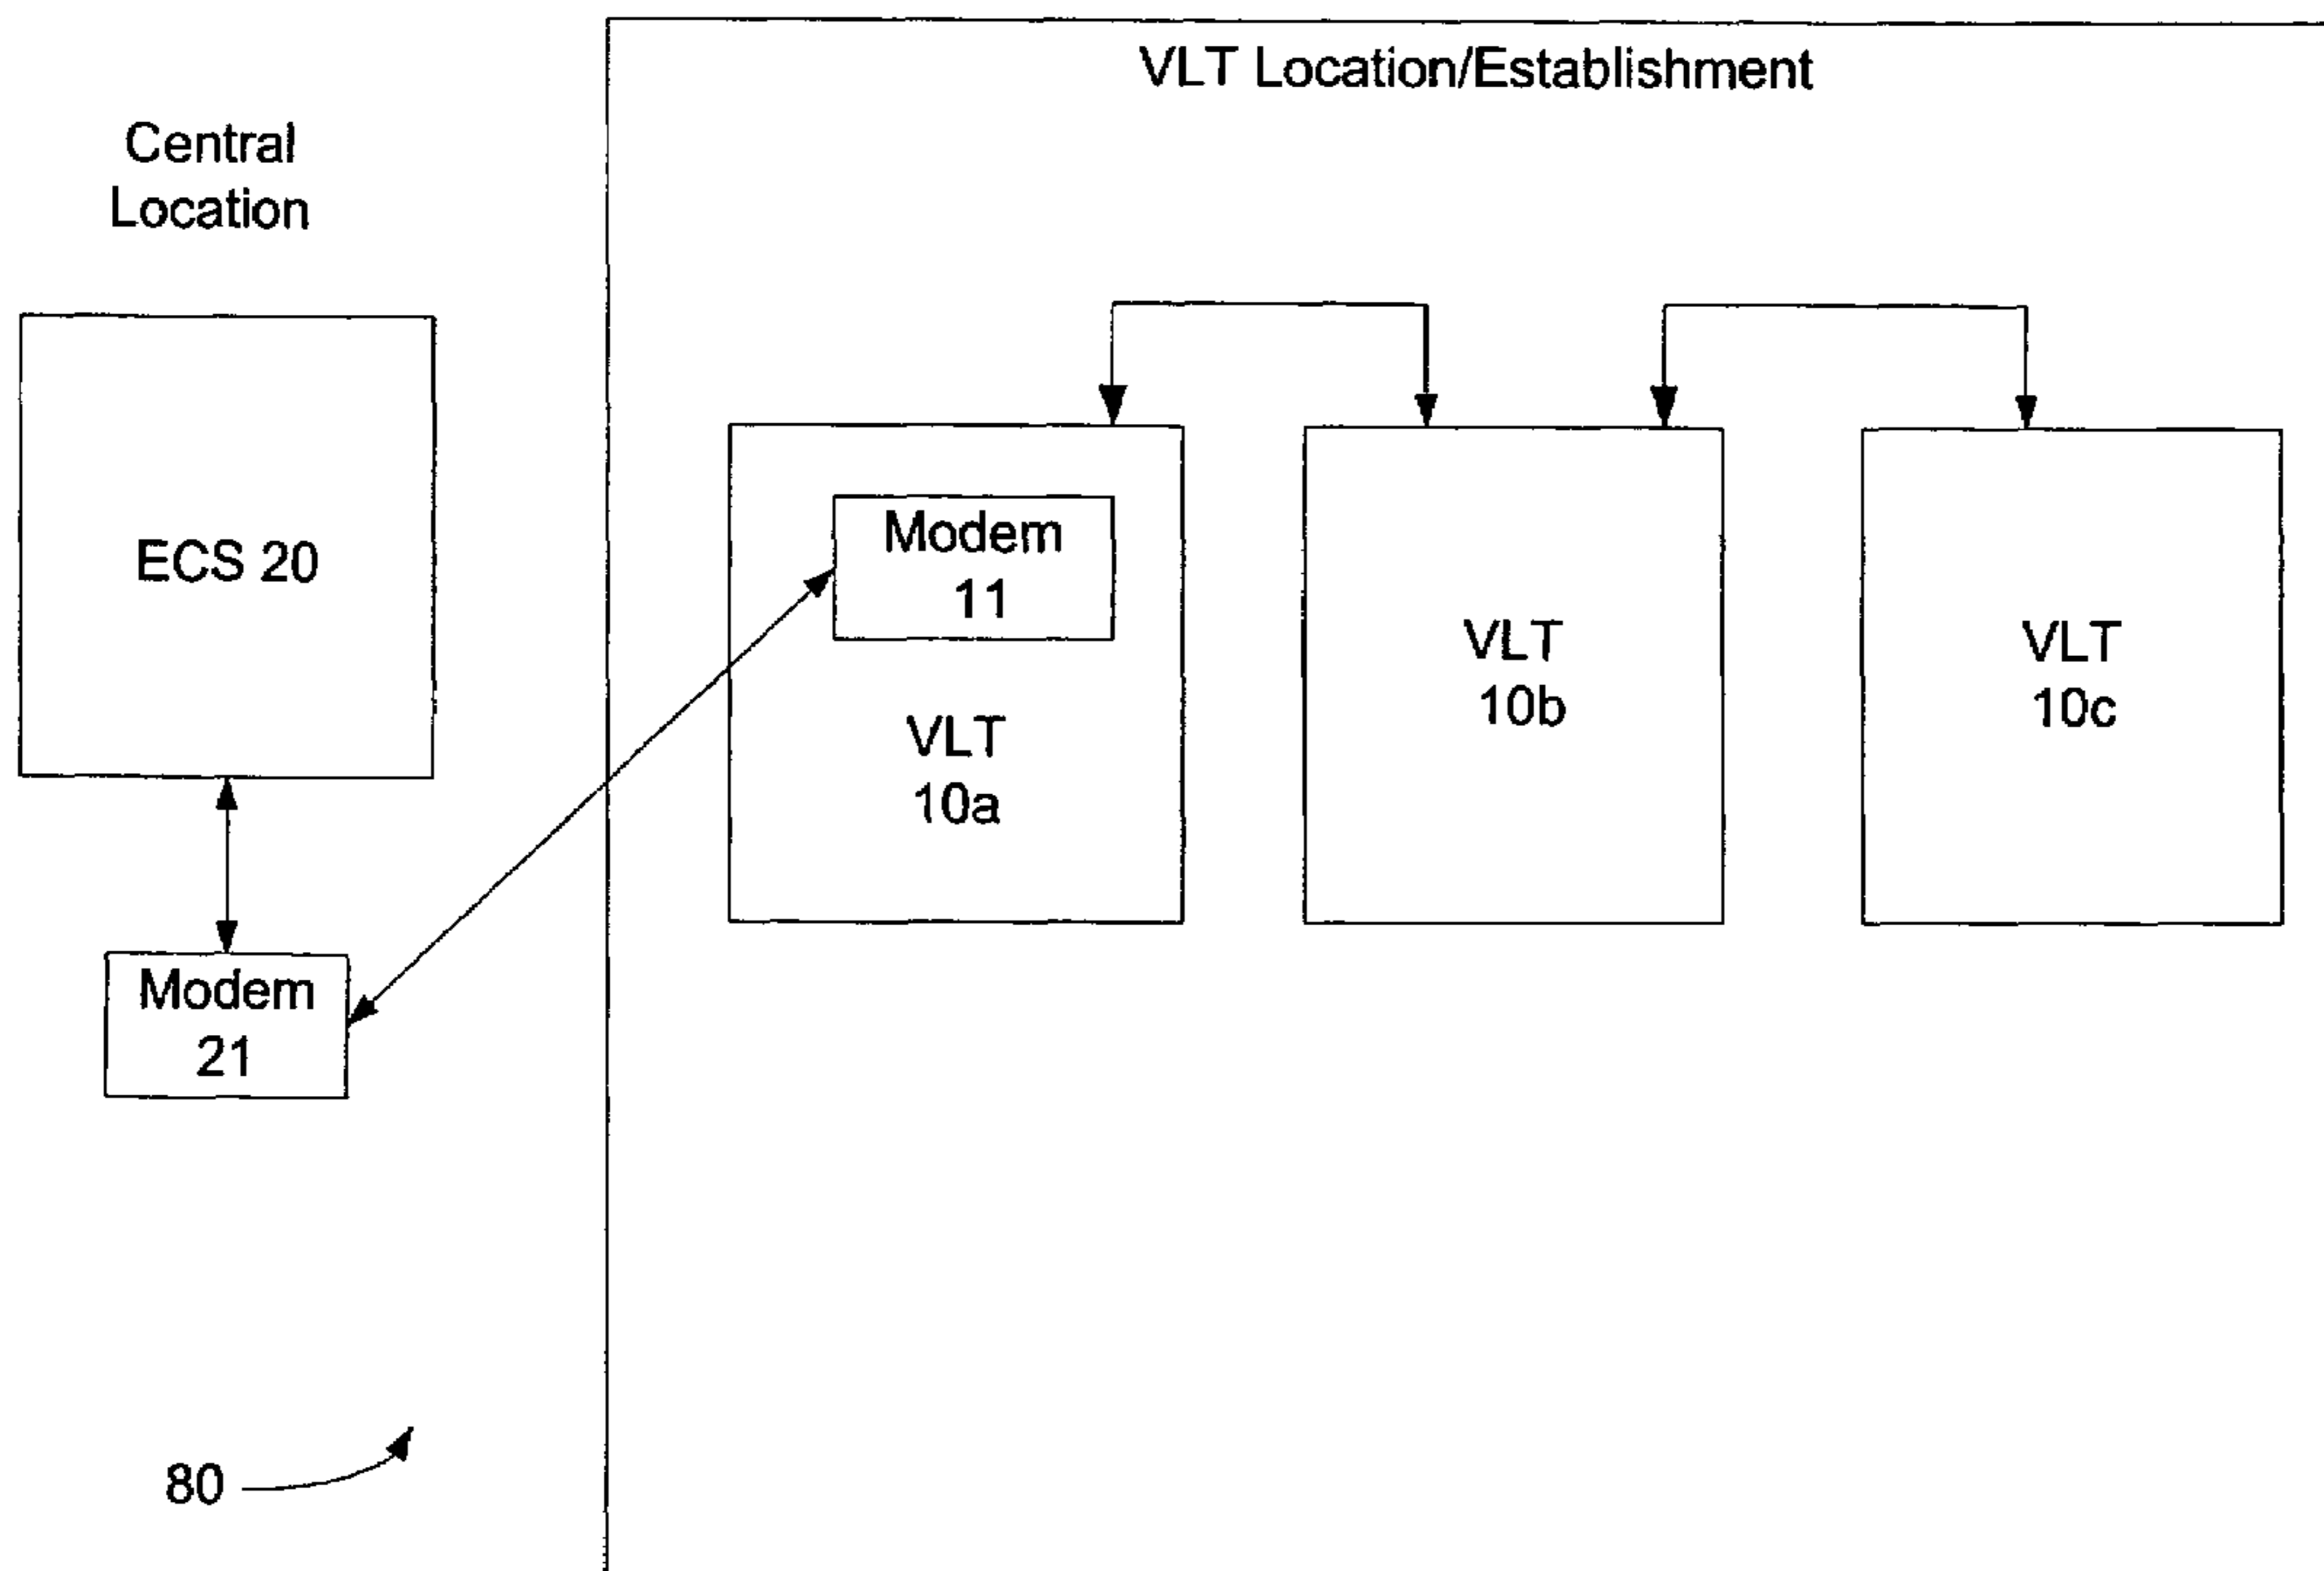 VLT Location/Establishment
Central
Location
ECS 20
Modem
11
VLT
10a
VLT
10b
VLT
10c
Modem
21
80